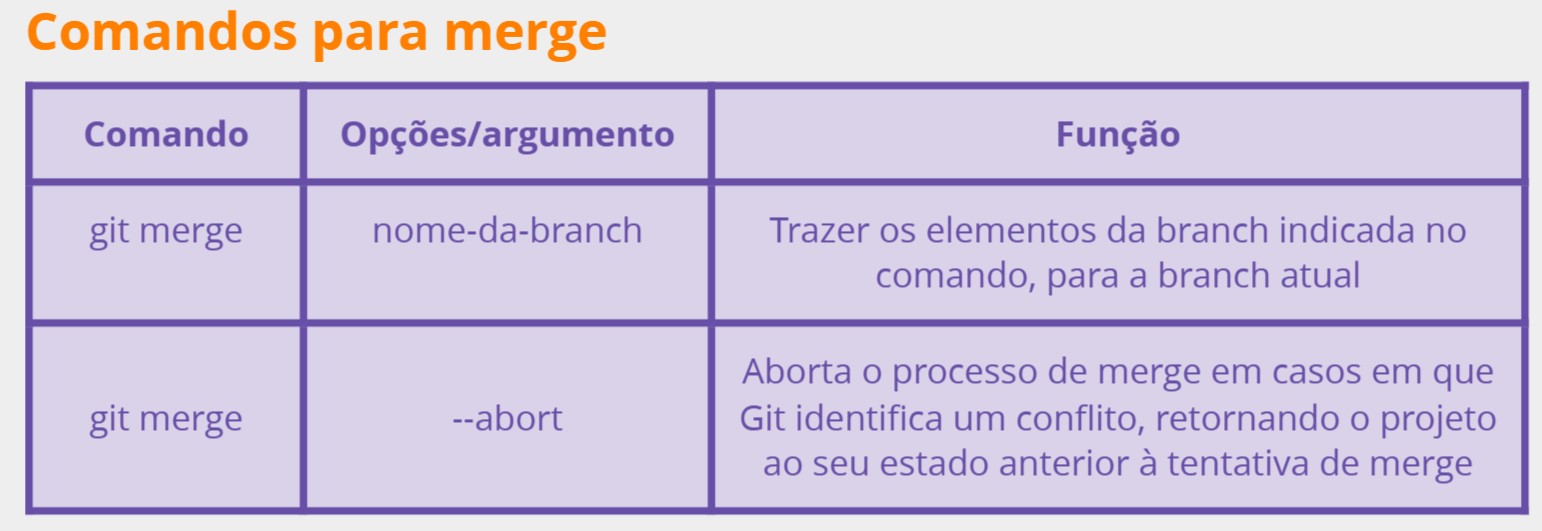 Comandos para merge
Comando
Opções/argumento
Função
git merge
nome-da-branch
Trazer os elementos da branch indicada no
comando, para a branch atual
git merge
--abort
Aborta o processo de merge em casos em que
Git identifica um conflito, retornando o projeto
ao seu estado anterior à tentativa de merge